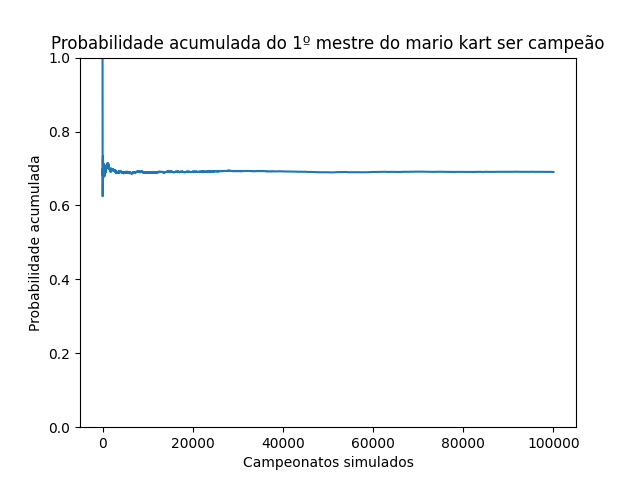 Probabilidade acumulada do 1º mestre do mario kart ser campeão
1.0
0.8
0.6
0.4
0.2
0.0
Probabilidade acumulada
0 20000 40000 60000 80000 100000
Campeonatos simulados